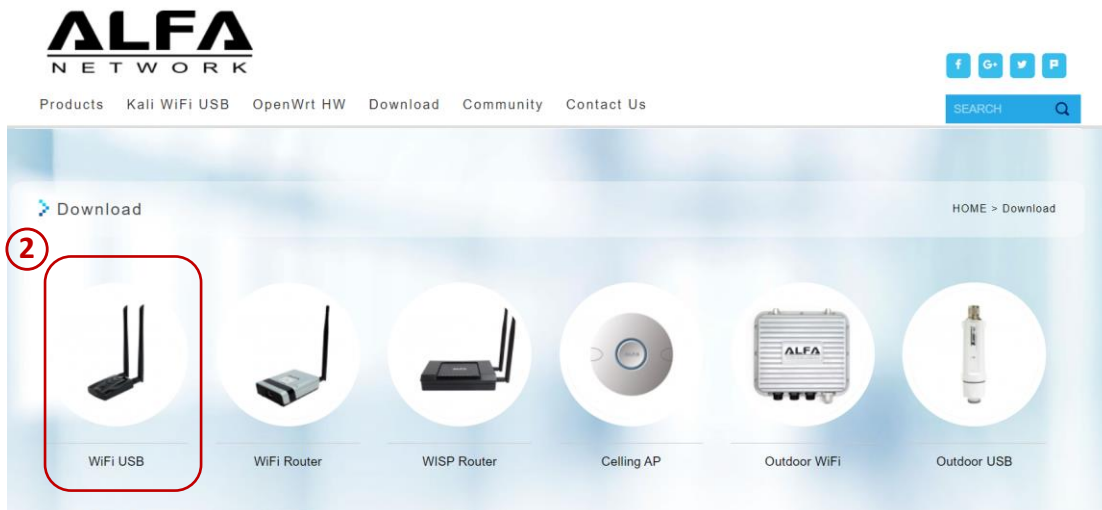 ALFA
NETWORK
Products Kali WiFi USB OpenWrt HW Download Community Contact Us
SEARCH
Download
HOME > Download
2
ALFA
WiFi USB WiFi Router WISP Router Celling AP Outdoor WiFi Outdoor USB